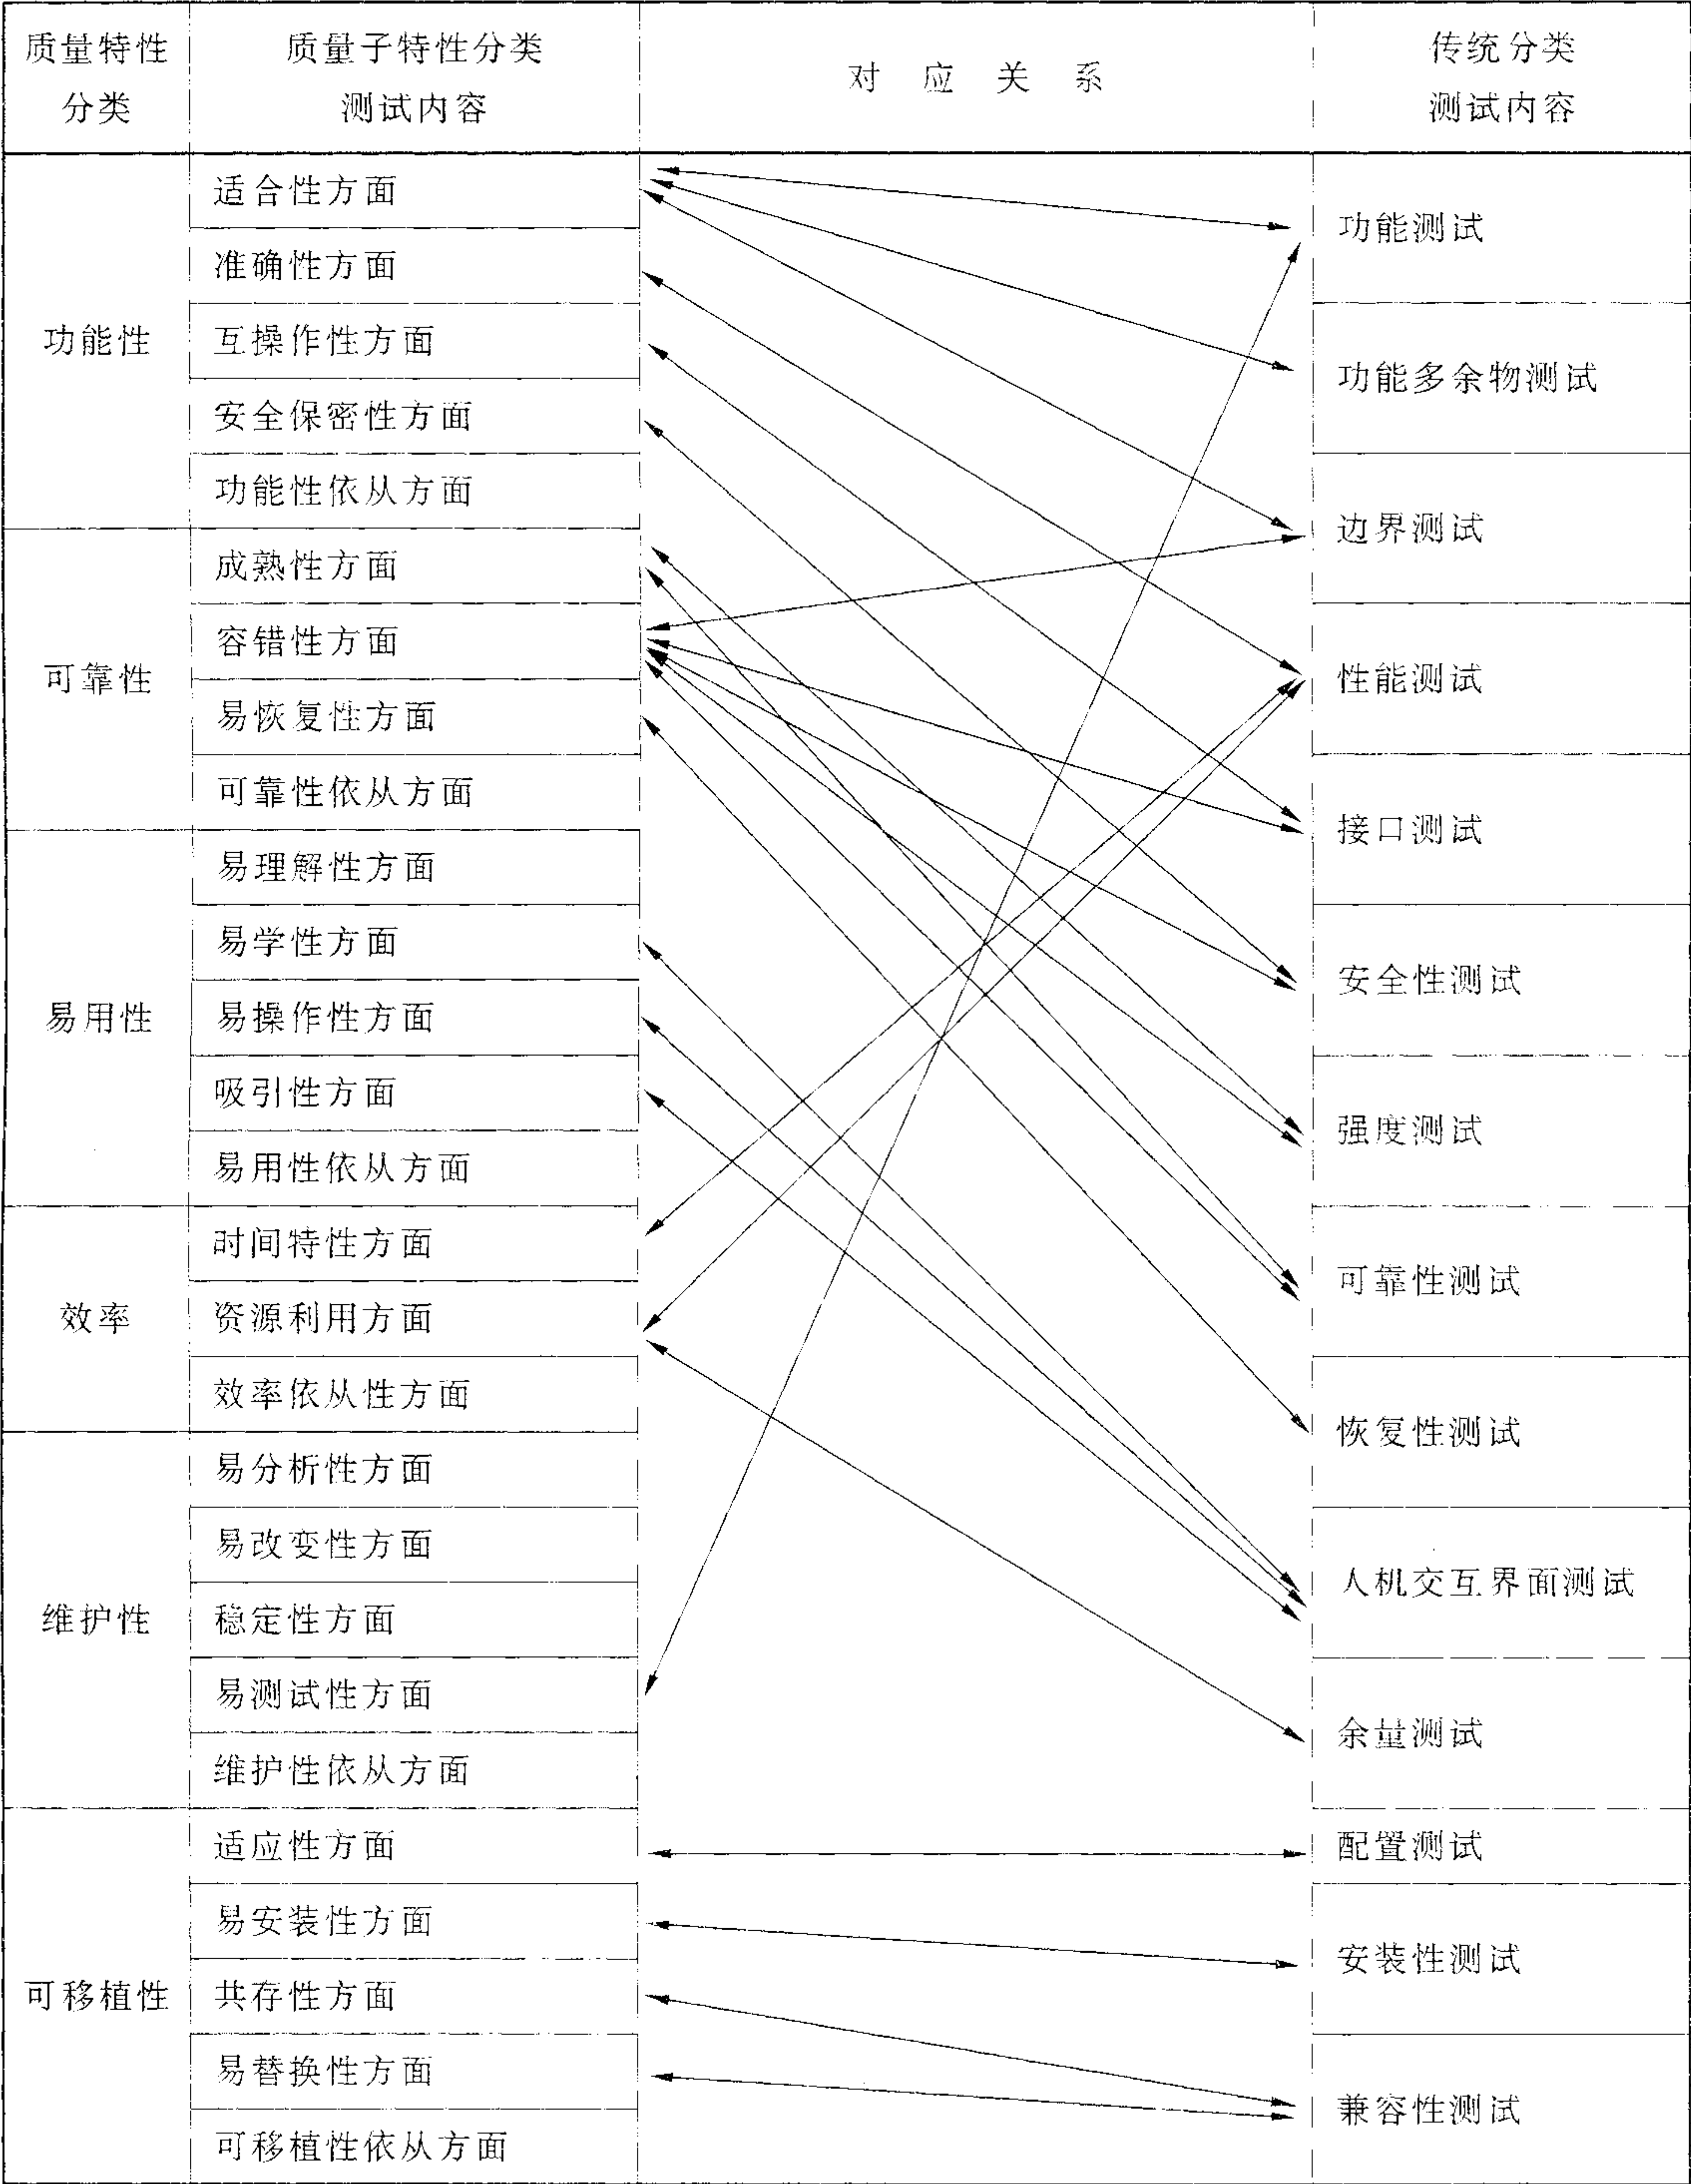 质量特性
分类
质量子特性分类
测试内容
对 应 关 系
传统分类
测试内容
功能性
适合性方面
准确性方面
互操作性方面
安全保密性方面
功能性依从方面
可靠性
成熟性方面
容错性方面
易恢复性方面
可靠性依从方面
易用性
易理解性方面
易学性方面
易操作性方面
吸引性方面
易用性依从方面
效率
时间特性方面
资源利用方面
效率依从性方面
维护性
易分析性方面
易改变性方面
稳定性方面
易测试性方面
维护性依从方面
可移植性
适应性方面
易安装性方面
共存性方面
易替换性方面
可移植性依从方面
功能测试
功能多余物测试
边界测试
性能测试
接口测试
安全性测试
强度测试
可靠性测试
恢复性测试
人机交互界面测试
余量测试
配置测试
安装性测试
兼容性测试